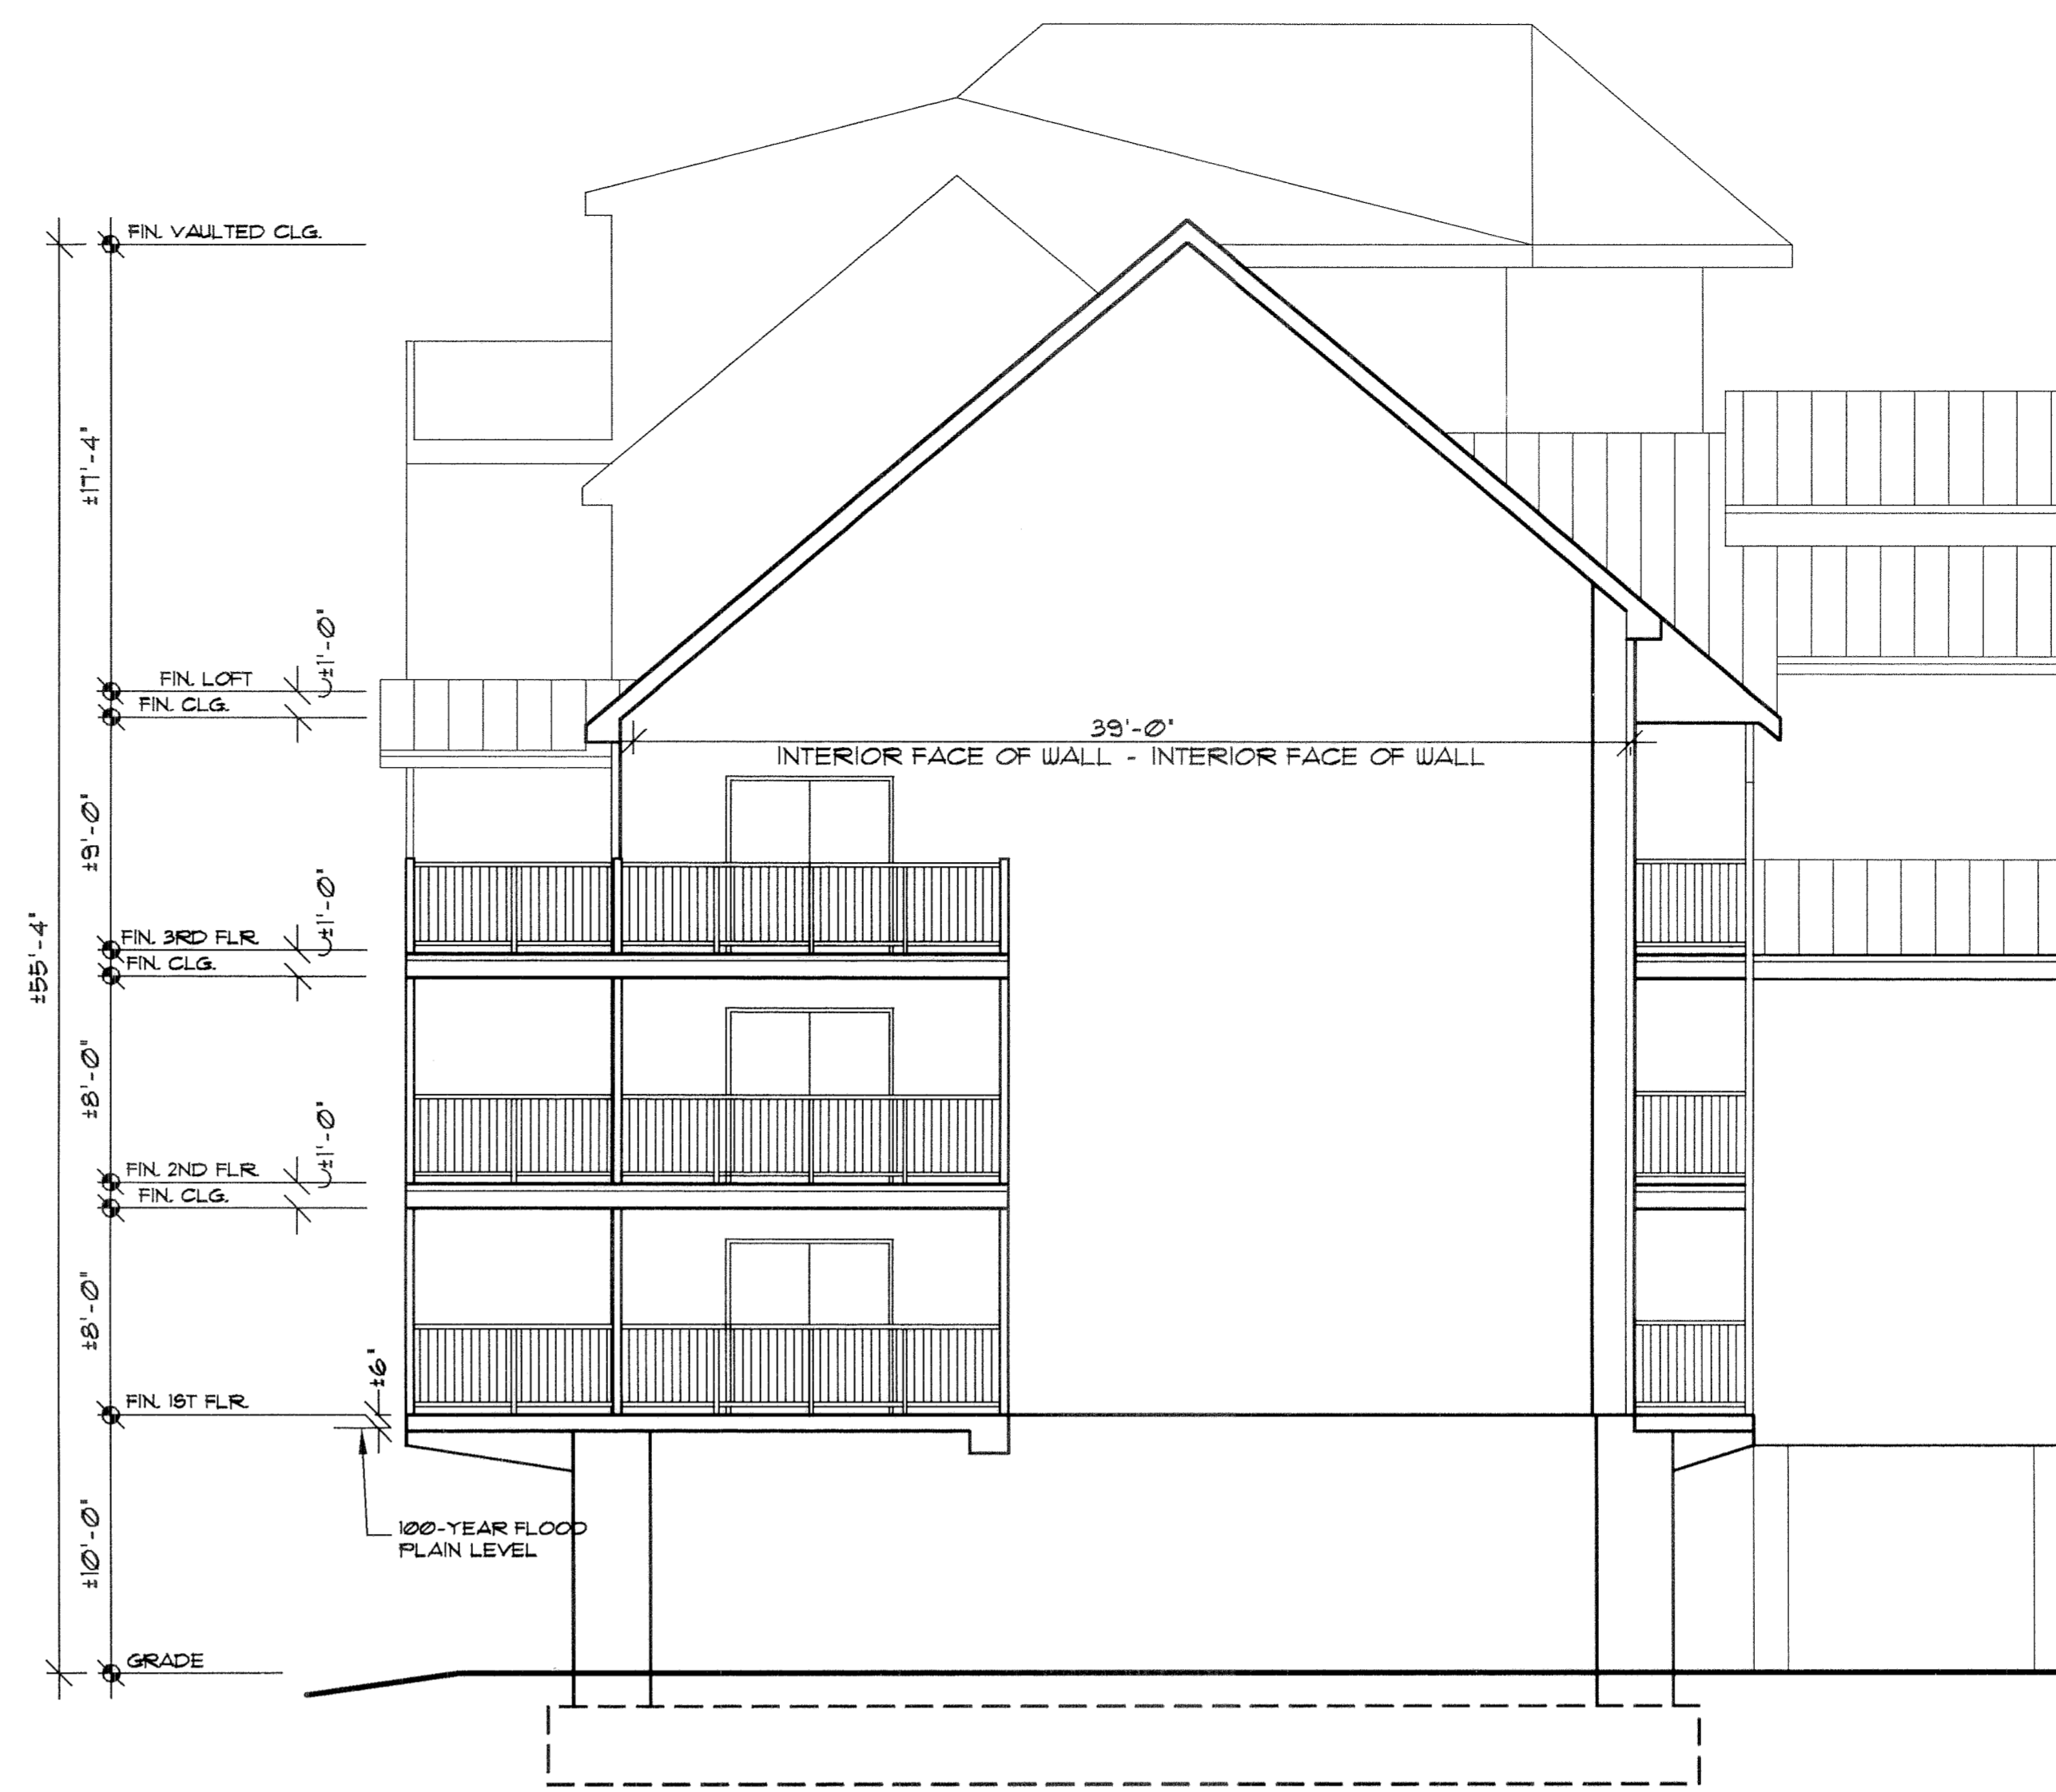 FIN. VAULTED CLG.
±17'-4"
±1'-0"
FIN. LOFT
FIN. CLG.
39'-0"
INTERIOR FACE OF WALL - INTERIOR FACE OF WALL
±9'-0"
±1'-0"
±55'-4"
FIN. 3RD FLR.
FIN. CLG.
±8'-0"
±1'-0"
FIN. 2ND FLR.
FIN. CLG.
±8'-0"
±6"
FIN. 1ST FLR.
100-YEAR FLOOD
PLAIN LEVEL
±10'-0"
GRADE